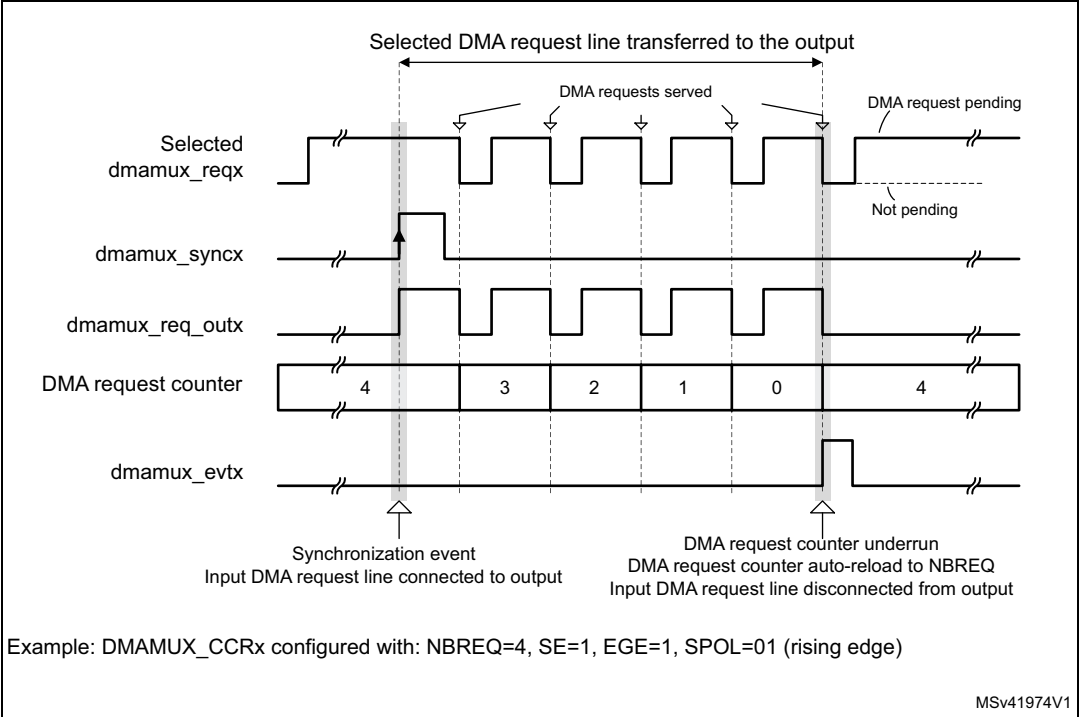 Selected DMA request line transferred to the output
DMA requests served
DMA request pending
Selected
dmamux_reqx
Not pending
dmamux_syncx
dmamux_req_outx
DMA request counter
4
3
2
1
0
4
dmamux_evtx
Synchronization event
Input DMA request line connected to output
DMA request counter underrun
DMA request counter auto-reload to NBREQ
Input DMA request line disconnected from output
Example: DMAMUX_CCRx configured with: NBREQ=4, SE=1, EGE=1, SPOL=01 (rising edge)
MSv41974V1